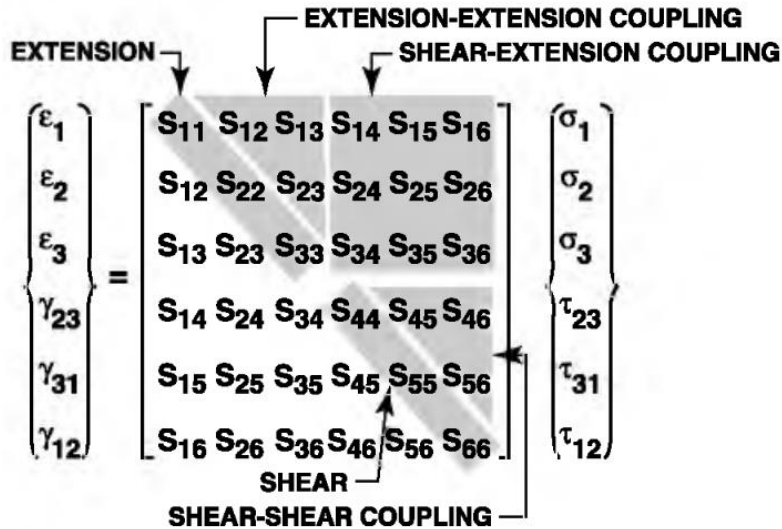 EXTENSION-EXTENSION COUPLING
EXTENSION SHEAR-EXTENSION COUPLING
ε₁ S₁₁ S₁₂ S₁₃ S₁₄ S₁₅ S₁₆ σ₁
ε₂ S₁₂ S₂₂ S₂₃ S₂₄ S₂₅ S₂₆ σ₂
ε₃ S₁₃ S₂₃ S₃₃ S₃₄ S₃₅ S₃₆ σ₃
=
γ₂₃ S₁₄ S₂₄ S₃₄ S₄₄ S₄₅ S₄₆ τ₂₃
γ₃₁ S₁₅ S₂₅ S₃₅ S₄₅ S₅₅ S₅₆ τ₃₁
γ₁₂ S₁₆ S₂₆ S₃₆ S₄₆ S₅₆ S₆₆ τ₁₂
SHEAR
SHEAR-SHEAR COUPLING